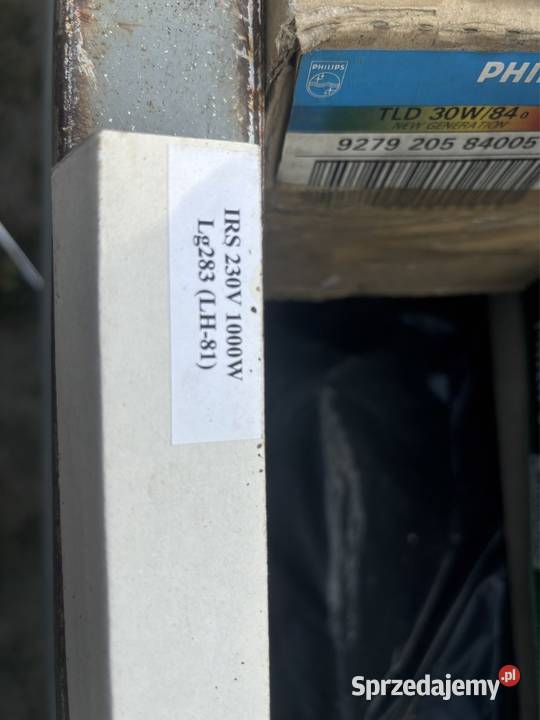 PHILIPS
PHI
TLD 30W/840
NEW GENERATION
9279 205 84005
IRS 230V 1000W
Lg283 (LH-81)
Sprzedajemy.pl